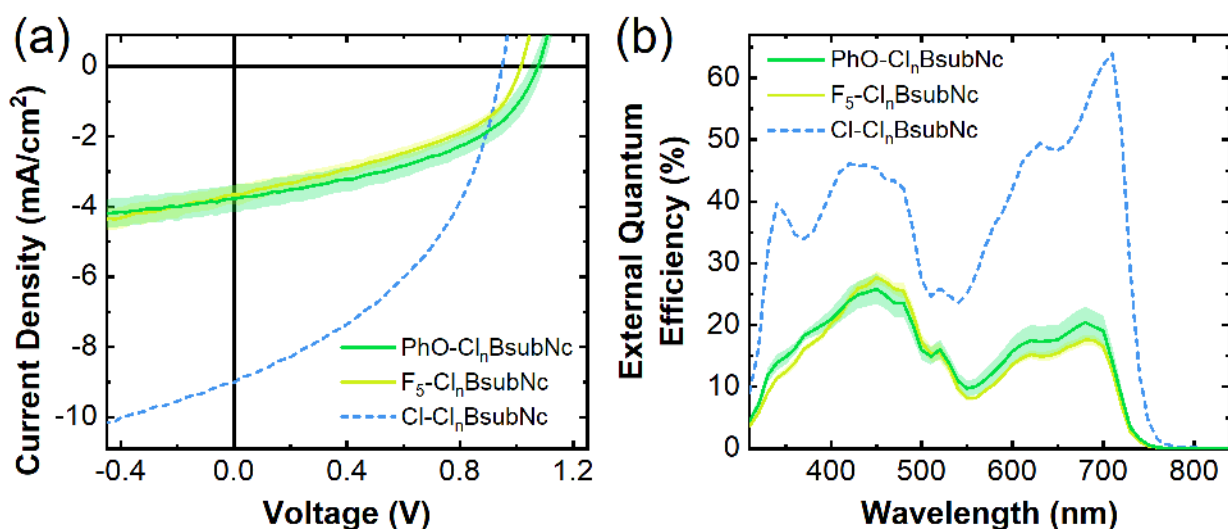 (a)
Current Density (mA/cm²)
0
-2
-4
-6
-8
-10
PhO-ClₙBsubNc
F₅-ClₙBsubNc
Cl-ClₙBsubNc
-0.4
0.0
0.4
0.8
1.2
Voltage (V)
(b)
External Quantum
Efficiency (%)
60
50
40
30
20
10
0
PhO-ClₙBsubNc
F₅-ClₙBsubNc
Cl-ClₙBsubNc
400
500
600
700
800
Wavelength (nm)